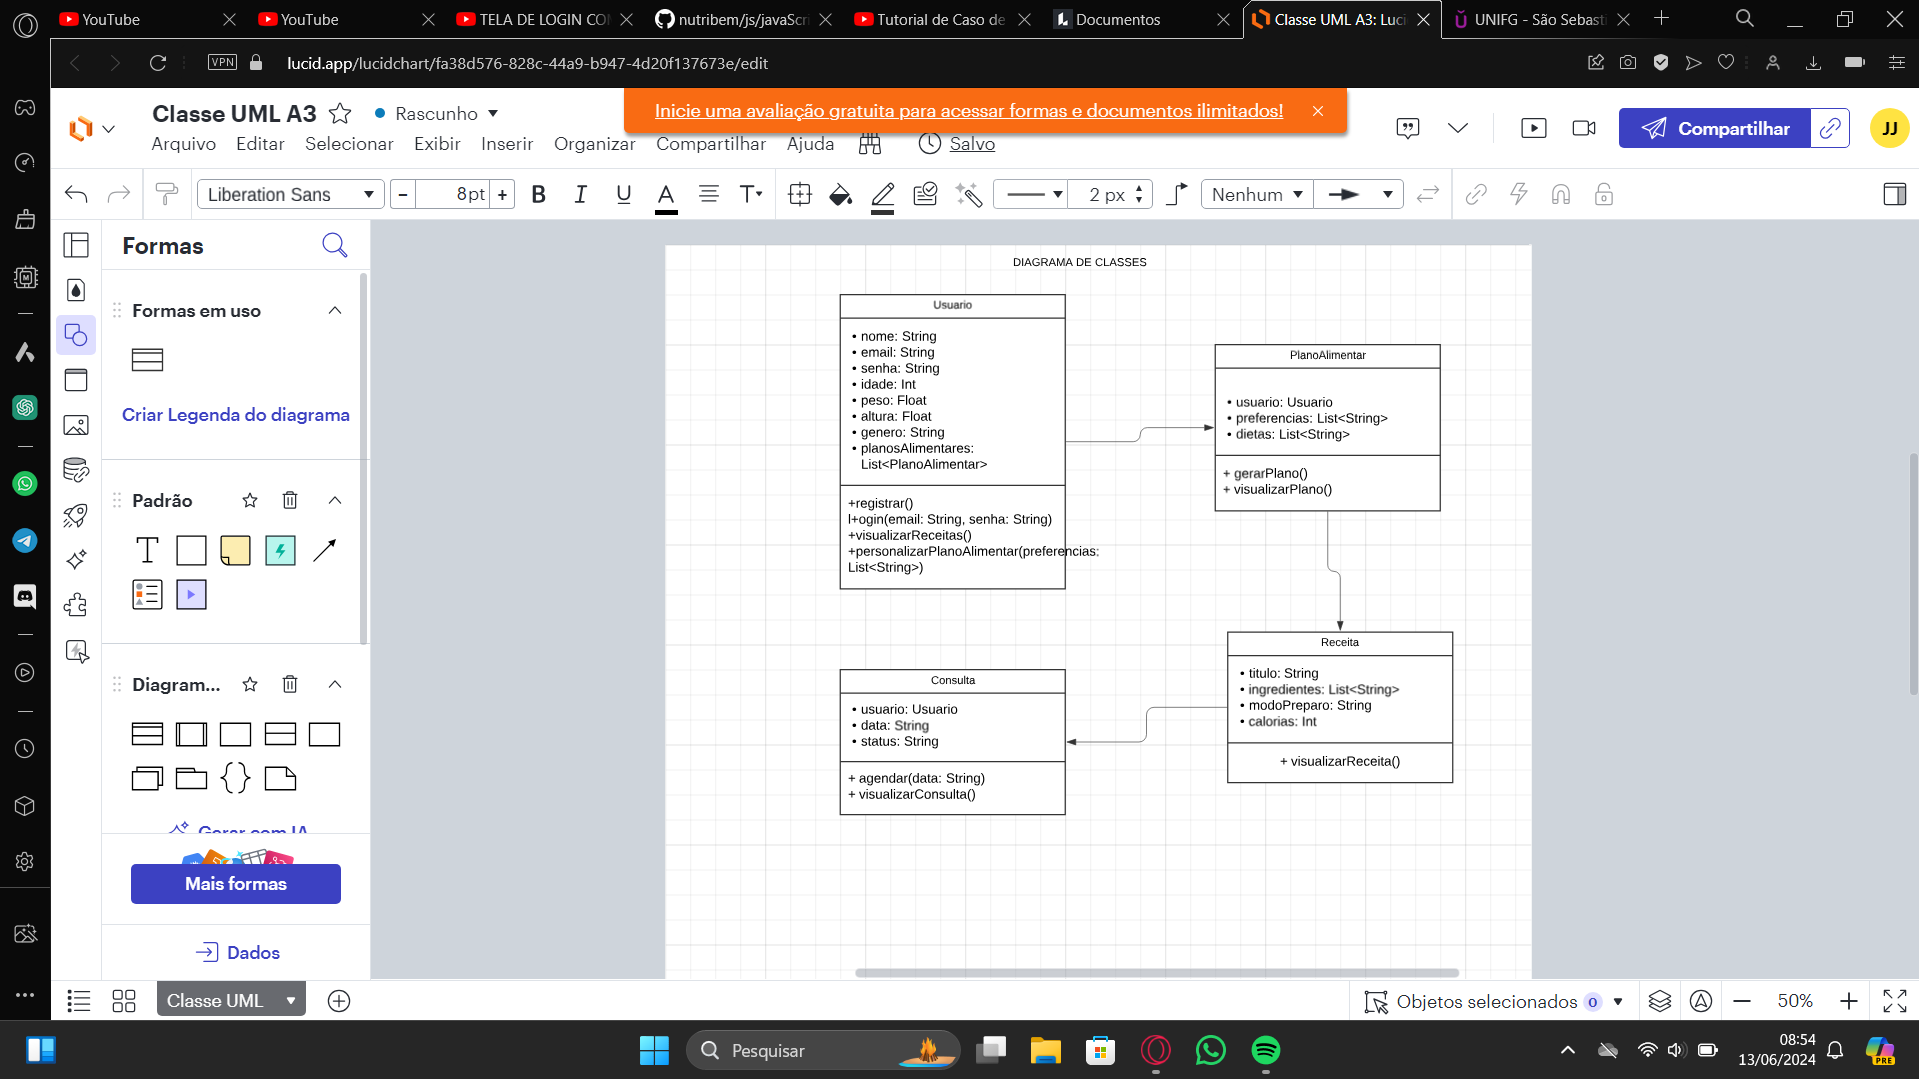 YouTube
YouTube
TELA DE LOGIN CO
nutribem/js/javaScri
Tutorial de Caso de
Documentos
Classe UML A3: Luci
UNIFG - São Sebasti
VPN
lucid.app/lucidchart/fa38d576-828c-44a9-b947-4d20f137673e/edit
Classe UML A3
Rascunho
Inicie uma avaliação gratuita para acessar formas e documentos ilimitados!
Compartilhar
JJ
Arquivo
Editar
Selecionar
Exibir
Inserir
Organizar
Compartilhar
Ajuda
Salvo
Liberation Sans
- 8 pt +
B
I
U
A
T
2 px
Nenhum
Formas
Formas em uso
Criar Legenda do diagrama
Padrão
T
Diagram...
Gerar com IA
Mais formas
Dados
DIAGRAMA DE CLASSES
Usuario
• nome: String
• email: String
• senha: String
• idade: Int
• peso: Float
• altura: Float
• genero: String
• planosAlimentares:
List<PlanoAlimentar>
+registrar()
l+ogin(email: String, senha: String)
+visualizarReceitas()
+personalizarPlanoAlimentar(preferencias:
List<String>)
PlanoAlimentar
• usuario: Usuario
• preferencias: List<String>
• dietas: List<String>
+ gerarPlano()
+ visualizarPlano()
Receita
• titulo: String
• ingredientes: List<String>
• modoPreparo: String
• calorias: Int
+ visualizarReceita()
Consulta
• usuario: Usuario
• data: String
• status: String
+ agendar(data: String)
+ visualizarConsulta()
Classe UML
Objetos selecionados 0
50%
Pesquisar
08:54
13/06/2024
PRE